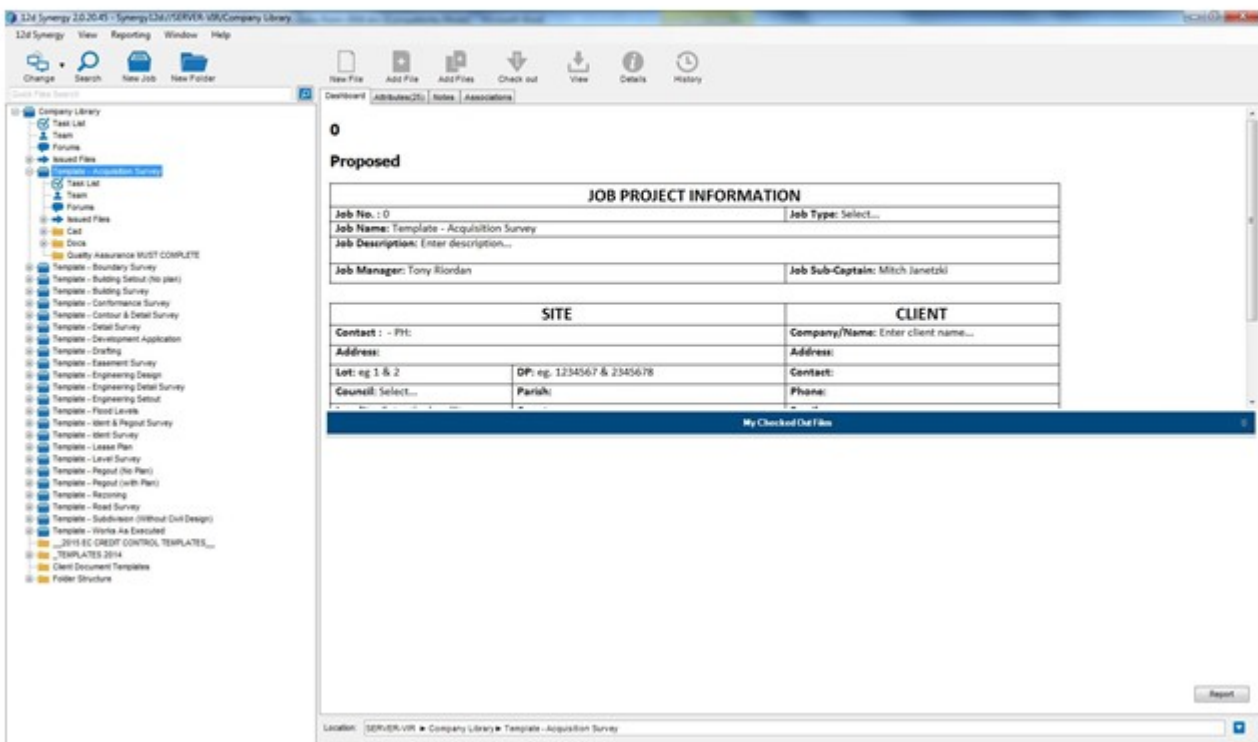 12d Synergy 2.0.20.45 - Synergy12d://SERVER-VIR/Company Library
12d Synergy View Reporting Window Help
Change Search New Job New Folder
New File Add File Add Files Check out View Details History
Quick Files Search
Dashboard Attributes(25) Notes Associations
Company Library
Task List
Team
Forums
Issued Files
Template - Acquisition Survey
Task List
Team
Forums
Issued Files
Cad
Docs
Quality Assurance MUST COMPLETE
Template - Boundary Survey
Template - Building Setout (No plan)
Template - Building Survey
Template - Conformance Survey
Template - Contour & Detail Survey
Template - Detail Survey
Template - Development Application
Template - Drafting
Template - Easement Survey
Template - Engineering Design
Template - Engineering Detail Survey
Template - Engineering Setout
Template - Flood Levels
Template - Ident & Pegout Survey
Template - Ident Survey
Template - Lease Plan
Template - Level Survey
Template - Pegout (No Plan)
Template - Pegout (with Plan)
Template - Rezoning
Template - Road Survey
Template - Subdivision (Without Civil Design)
Template - Works As Executed
__2015 EC CREDIT CONTROL TEMPLATES__
_TEMPLATES 2014
Client Document Templates
Folder Structure
0
Proposed
JOB PROJECT INFORMATION
Job No. : 0 Job Type: Select...
Job Name: Template - Acquisition Survey
Job Description: Enter description...
Job Manager: Tony Riordan Job Sub-Captain: Mitch Janetzki
SITE CLIENT
Contact : - PH: Company/Name: Enter client name...
Address: Address:
Lot: eg 1 & 2 DP: eg. 1234567 & 2345678 Contact:
Council: Select... Parish: Phone:
My Checked Out Files
Report
Location: SERVER-VIR ▶ Company Library ▶ Template - Acquisition Survey